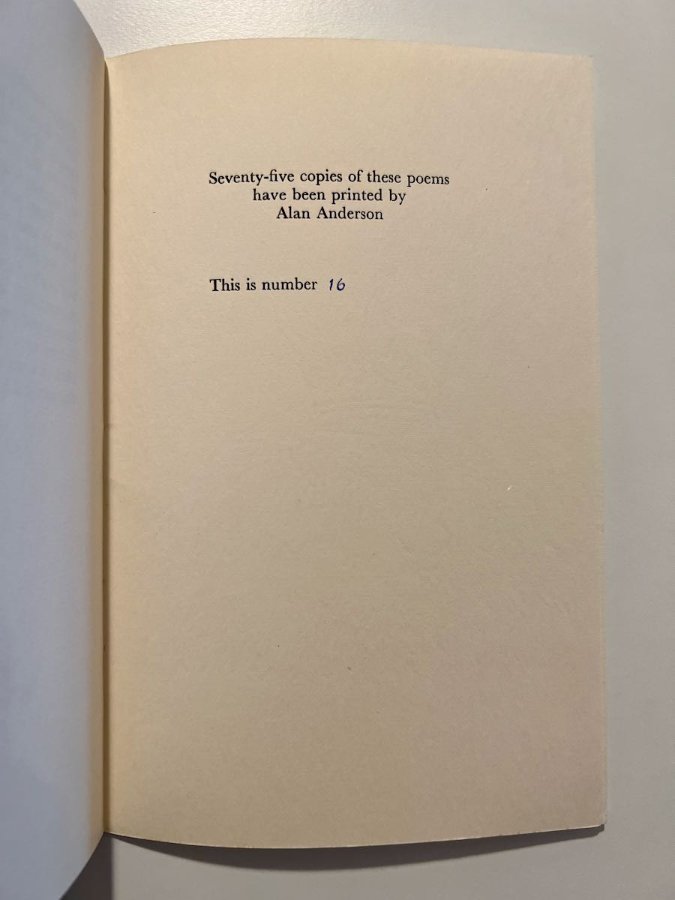 Seventy-five copies of these poems
have been printed by
Alan Anderson
This is number 16